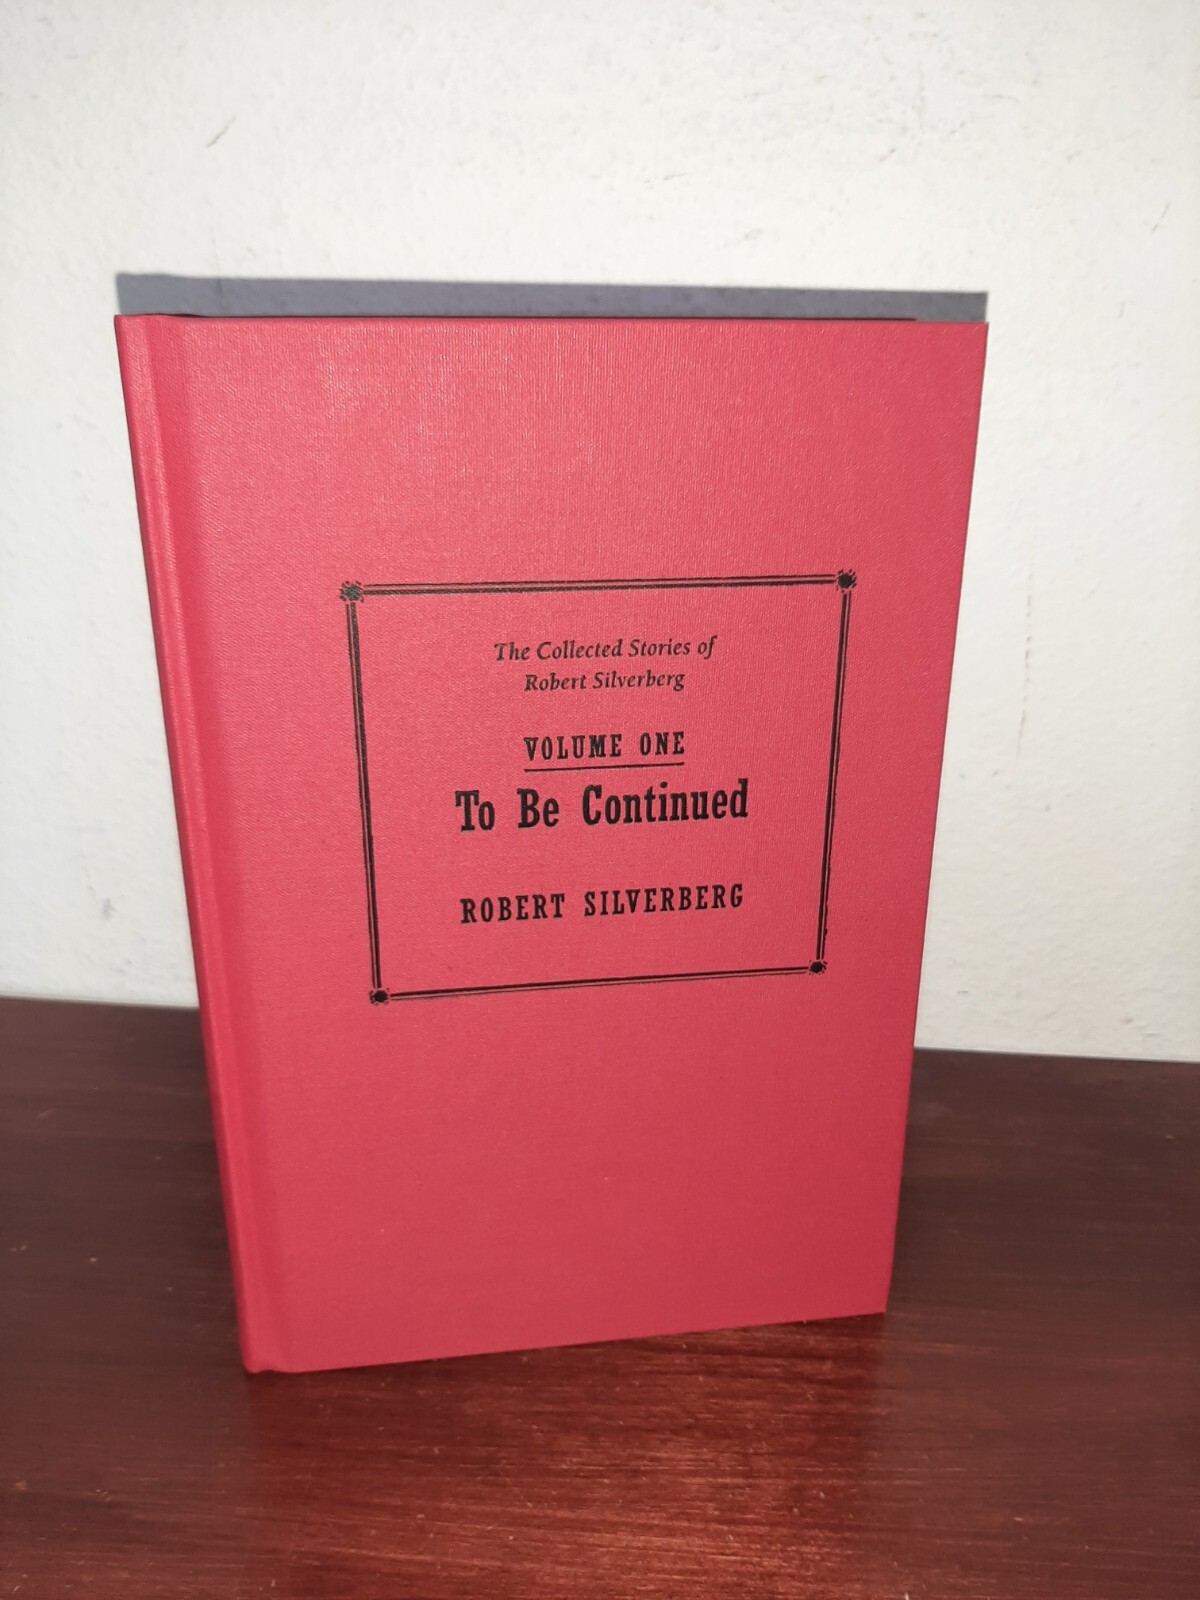 The Collected Stories of
Robert Silverberg
VOLUME ONE
To Be Continued
ROBERT SILVERBERG